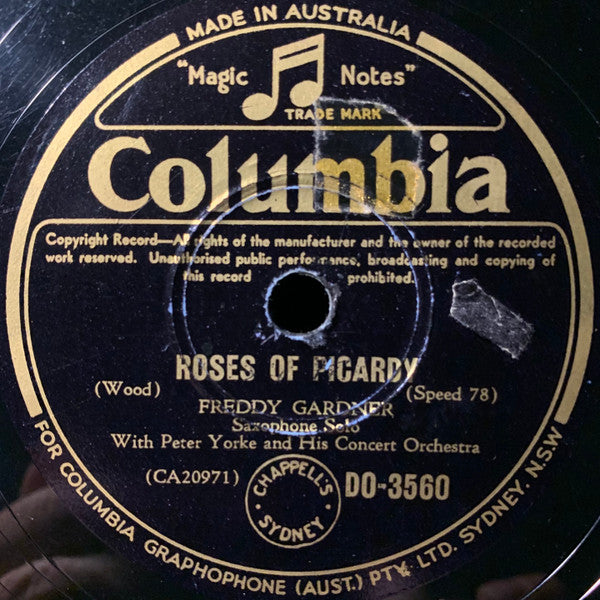 MADE IN AUSTRALIA
"Magic Notes"
TRADE MARK
Columbia
Copyright Record—All rights of the manufacturer and the owner of the recorded
work reserved. Unauthorised public performance, broadcasting and copying of
this record prohibited.
ROSES OF PICARDY
(Wood) (Speed 78)
FREDDY GARDNER
Saxophone Solo
With Peter Yorke and His Concert Orchestra
(CA20971) DO-3560
CHAPPELL'S
SYDNEY
FOR COLUMBIA GRAPHOPHONE (AUST.) PTY. LTD. SYDNEY. N.S.W